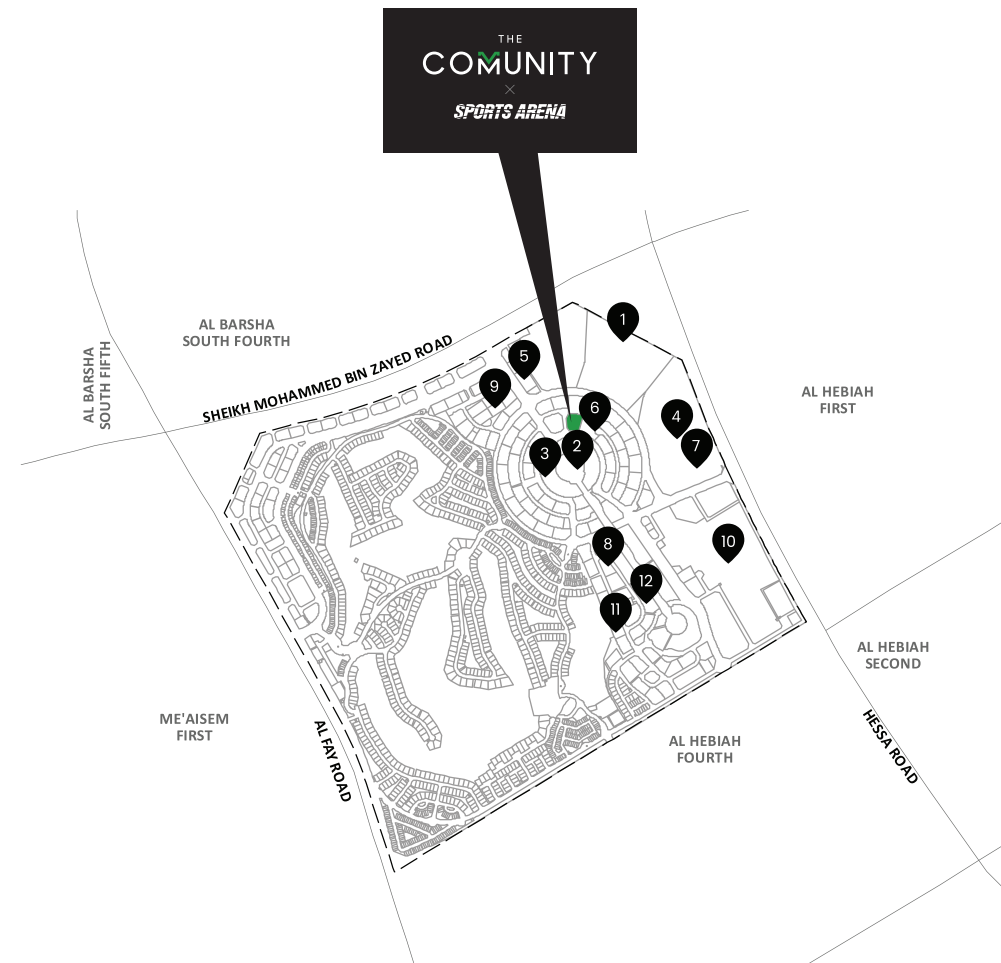 THE
COMUNITY
×
SPORTS ARENA
AL BARSHA
SOUTH FOURTH
AL BARSHA
SOUTH FIFTH
SHEIKH MOHAMMED BIN ZAYED ROAD
1
5
9
6
4
AL HEBIAH
FIRST
3
2
7
8
10
12
11
AL HEBIAH
SECOND
ME'AISEM
FIRST
AL FAY ROAD
AL HEBIAH
FOURTH
HESSA ROAD